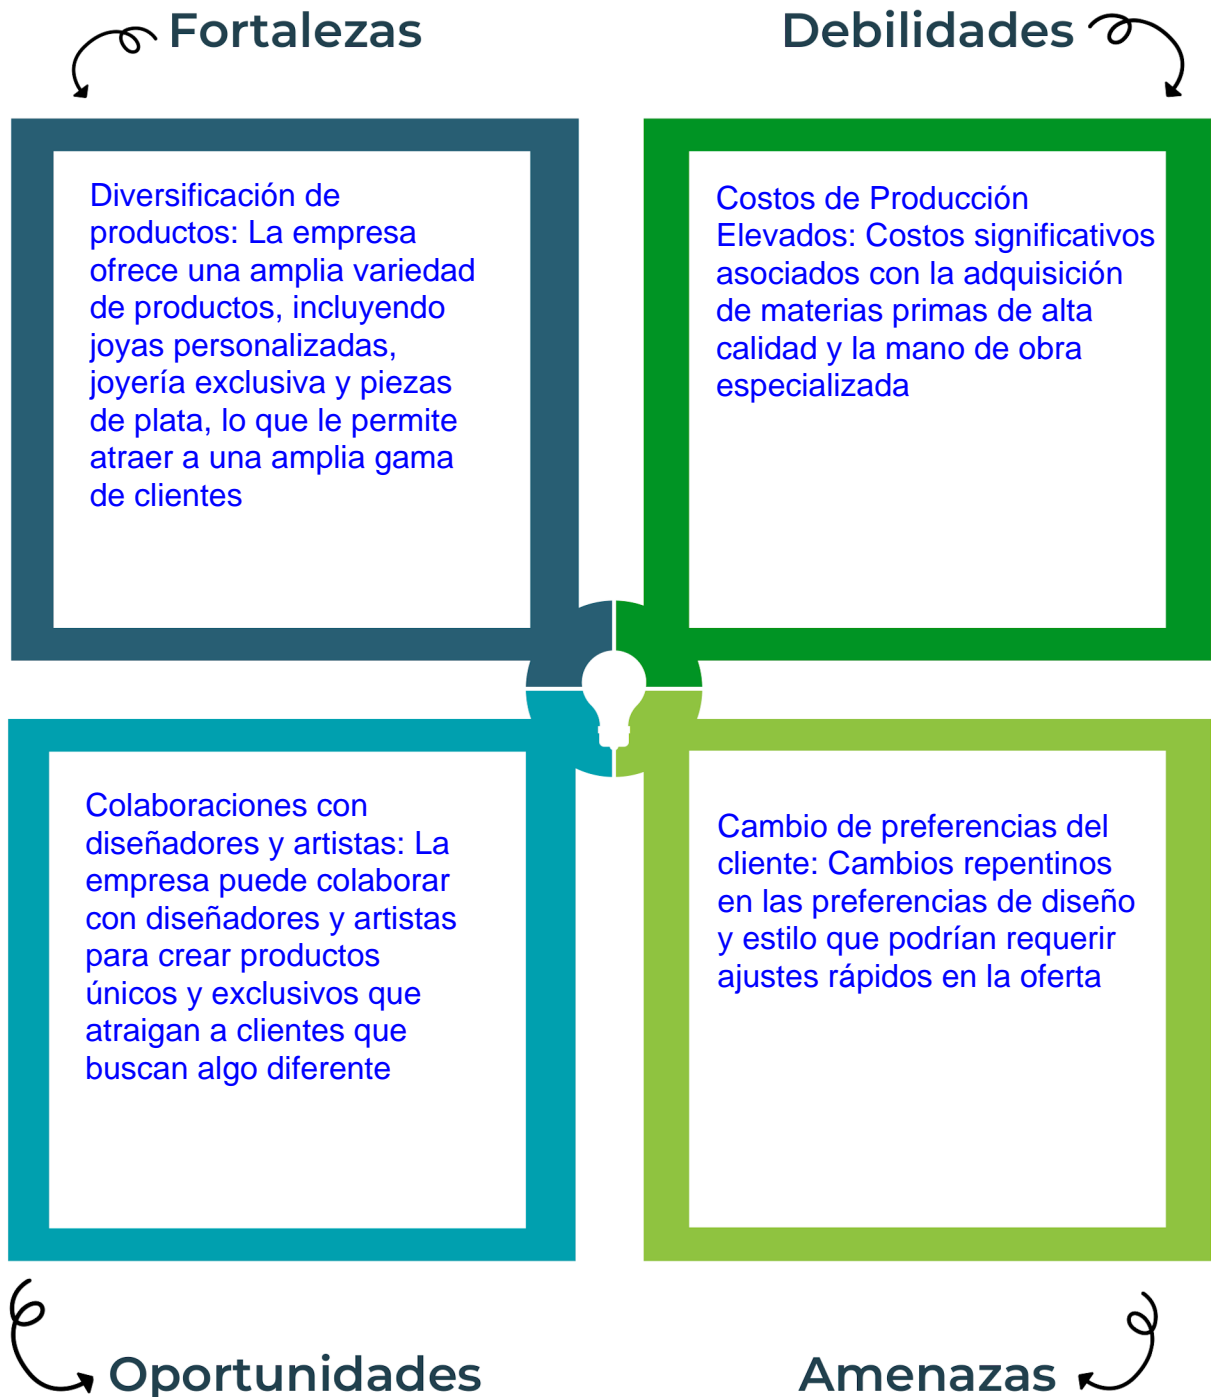 Fortalezas
Diversificación de
productos: La empresa
ofrece una amplia variedad
de productos, incluyendo
joyas personalizadas,
joyería exclusiva y piezas
de plata, lo que le permite
atraer a una amplia gama
de clientes
Debilidades
Costos de Producción
Elevados: Costos significativos
asociados con la adquisición
de materias primas de alta
calidad y la mano de obra
especializada
Colaboraciones con
diseñadores y artistas: La
empresa puede colaborar
con diseñadores y artistas
para crear productos
únicos y exclusivos que
atraigan a clientes que
buscan algo diferente
Oportunidades
Cambio de preferencias del
cliente: Cambios repentinos
en las preferencias de diseño
y estilo que podrían requerir
ajustes rápidos en la oferta
Amenazas